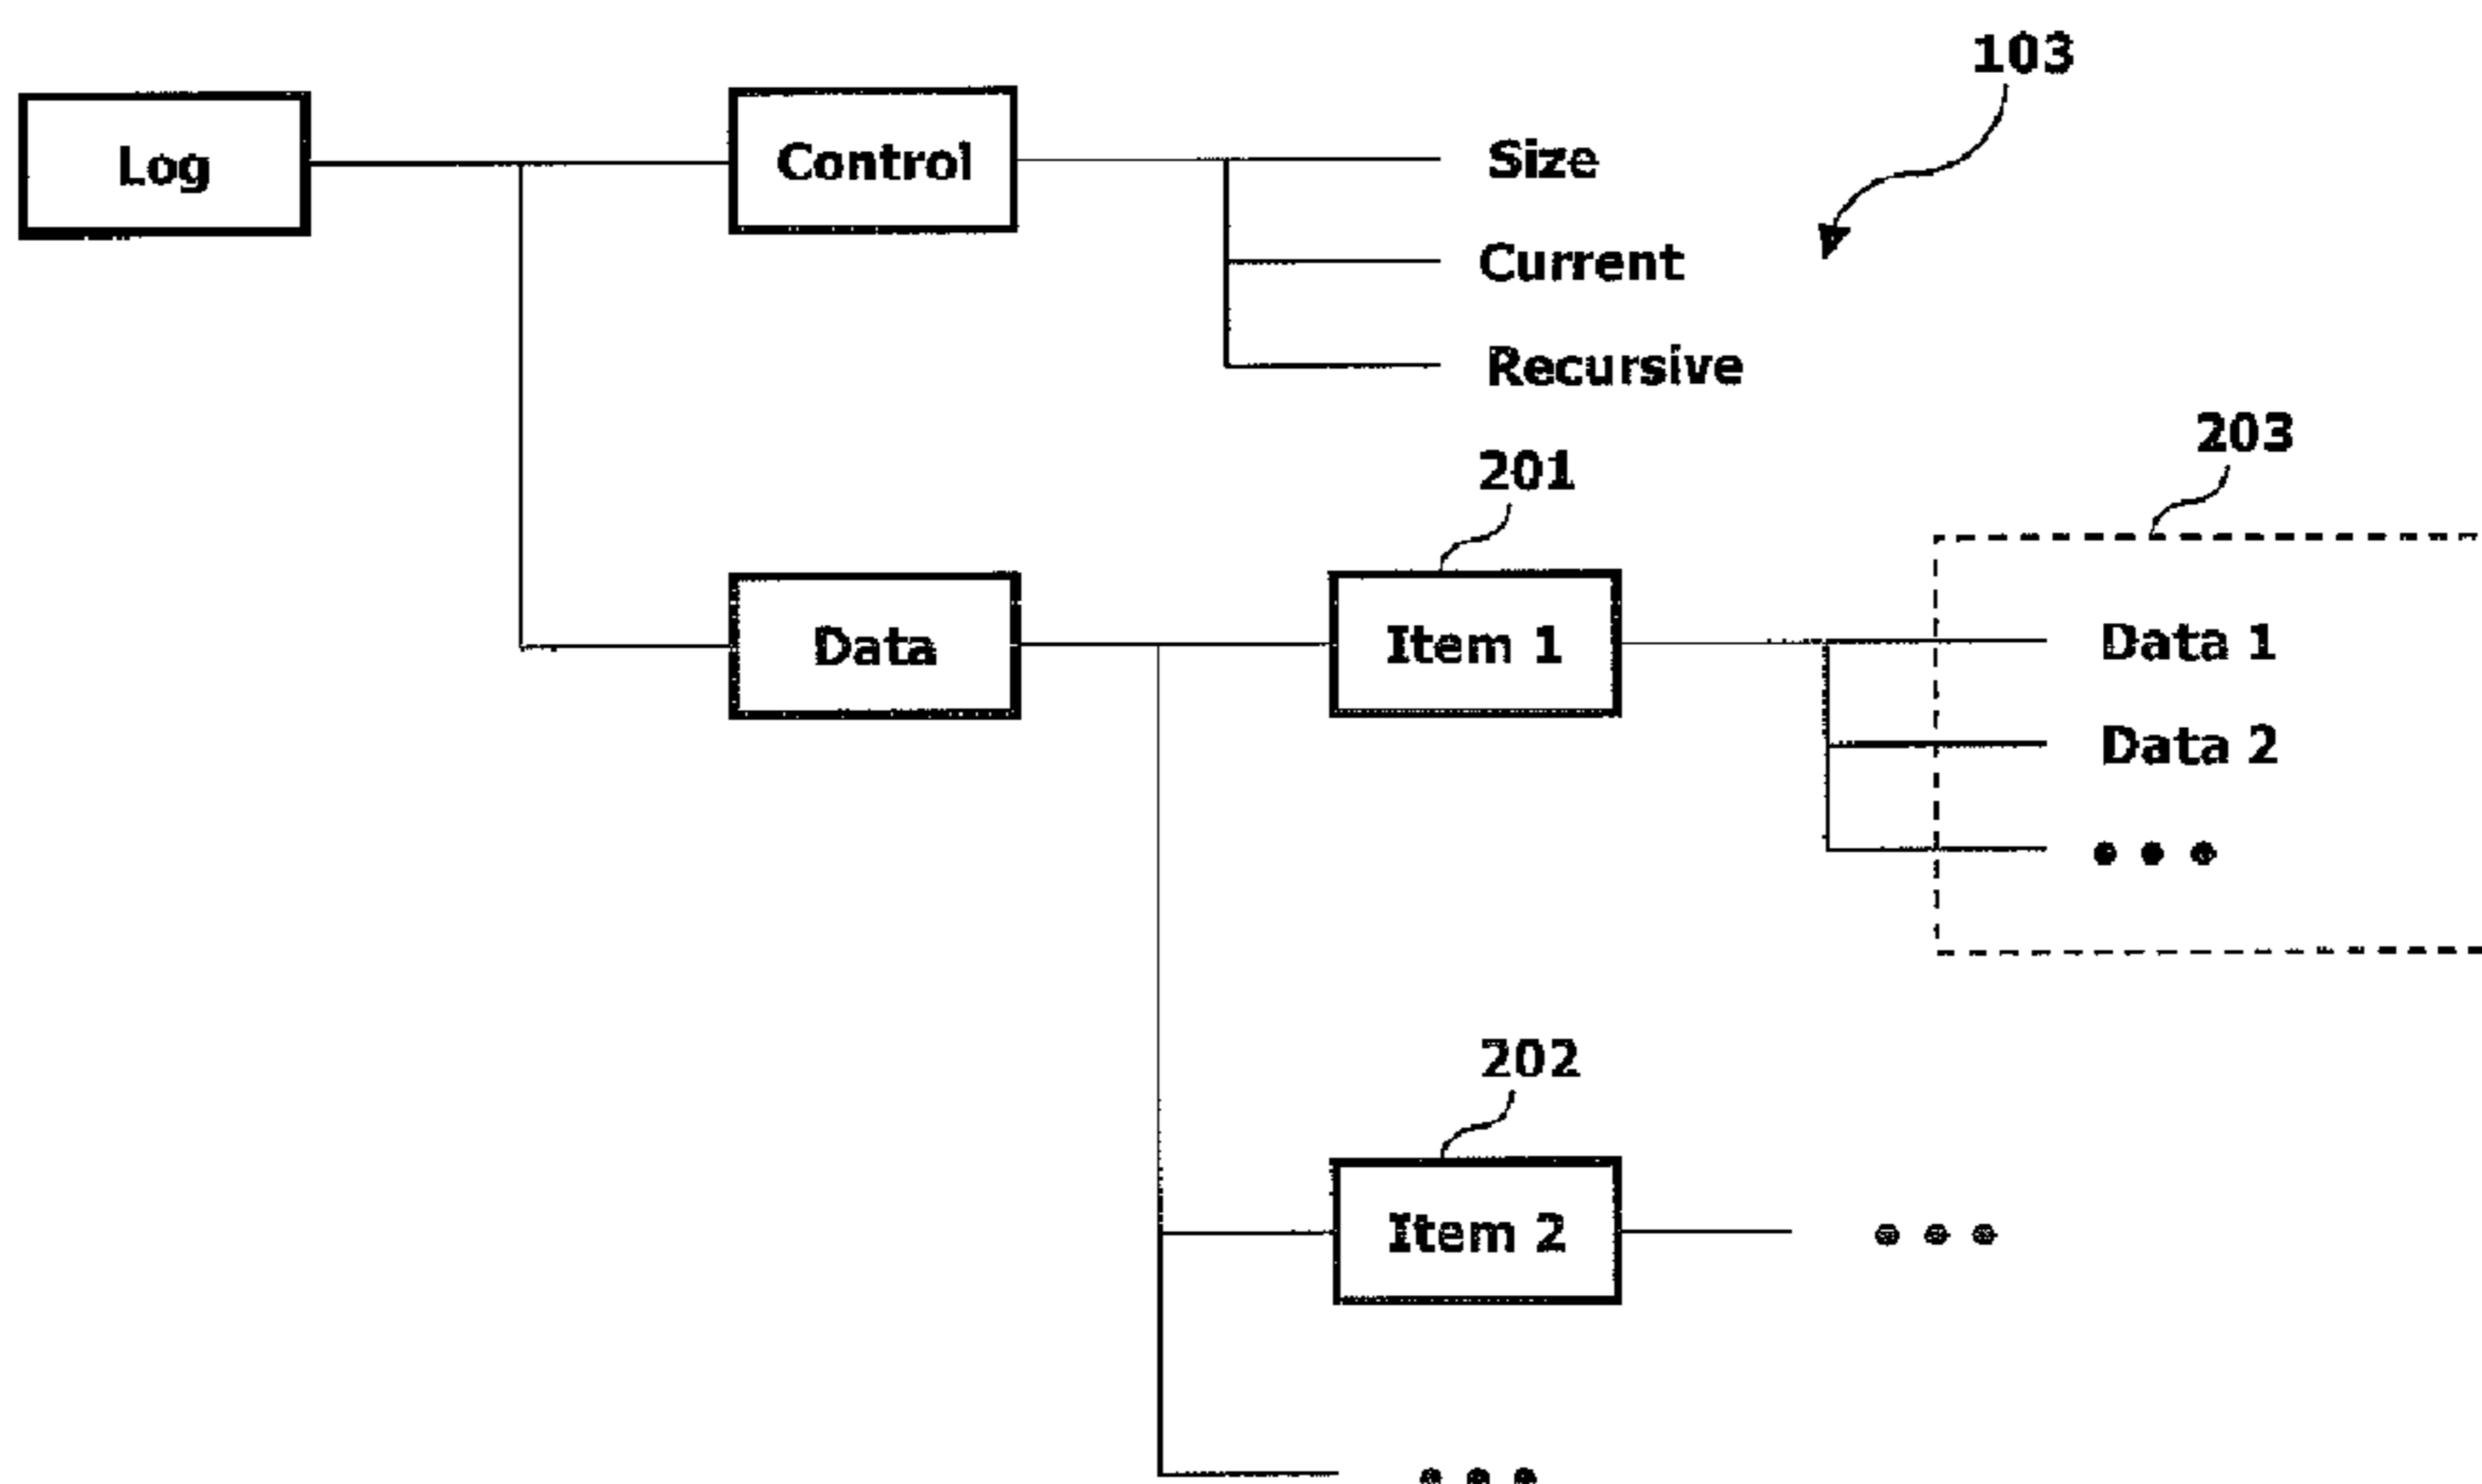 103
Log
Control
Size
Current
Recursive
201
203
Data
Item 1
Data 1
Data 2
• • •
202
Item 2
• • •
• • •